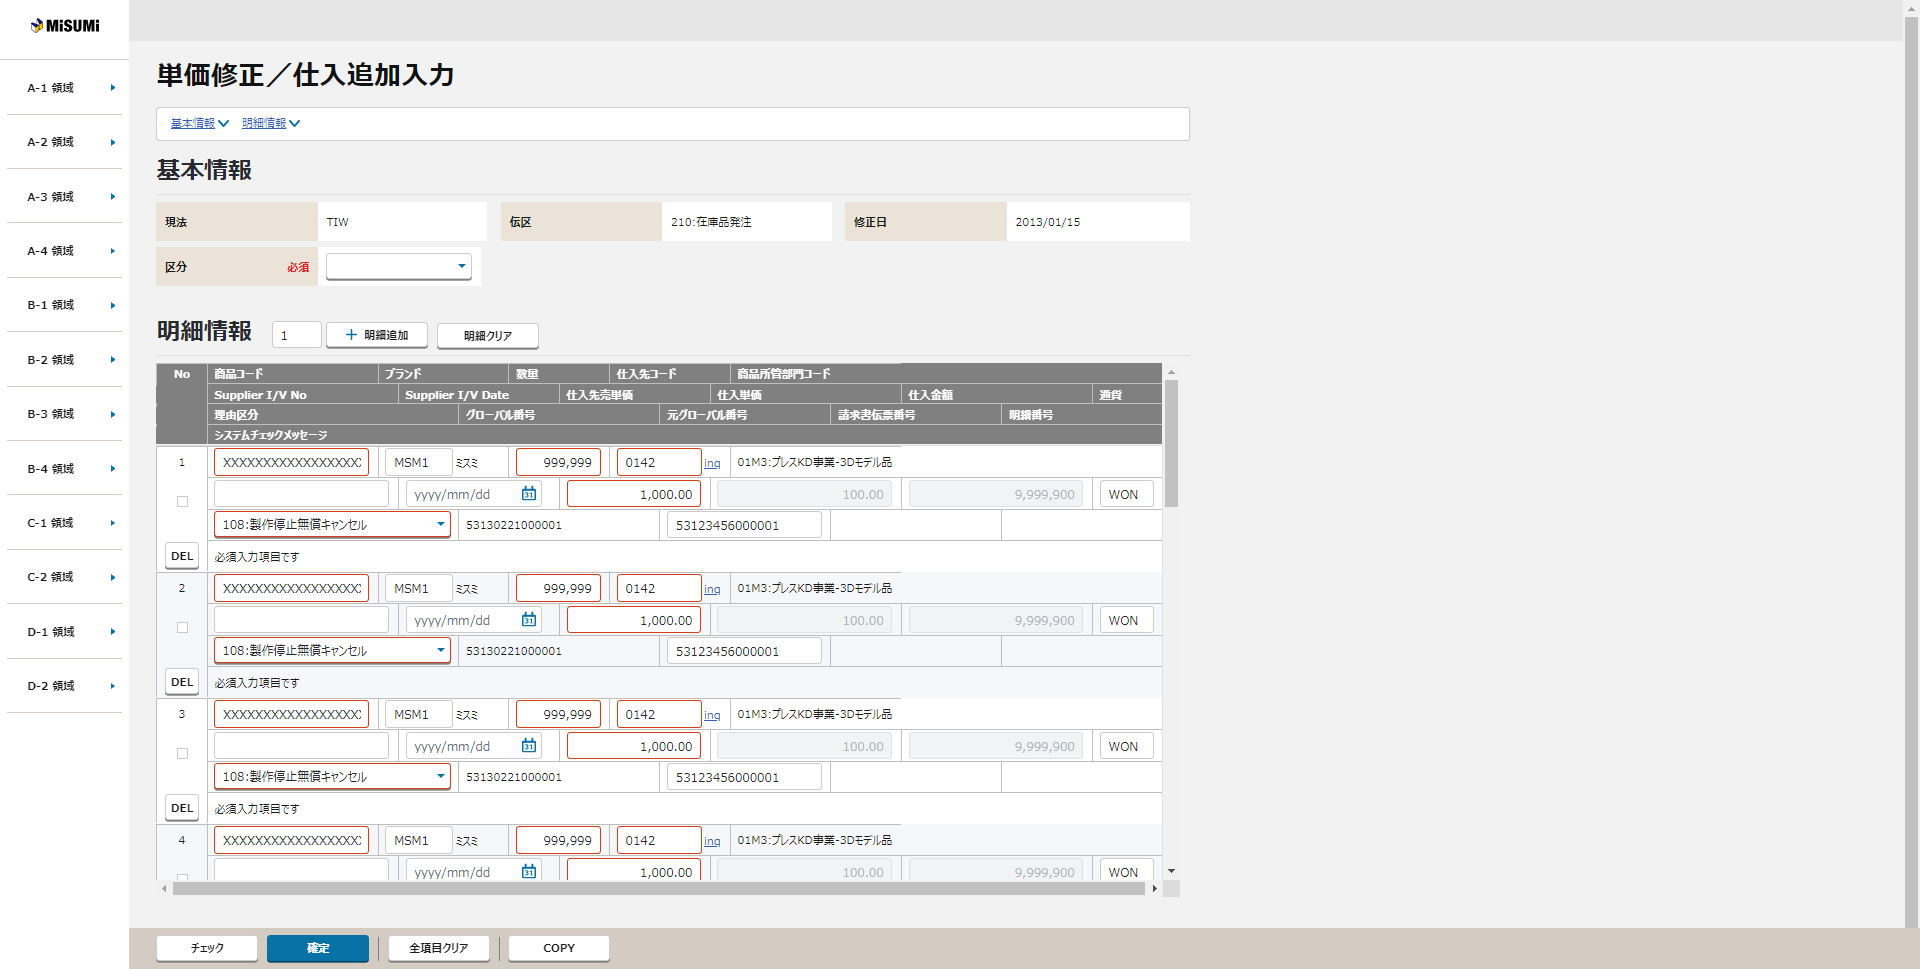 MiSUMi
A-1 領域
A-2 領域
A-3 領域
A-4 領域
B-1 領域
B-2 領域
B-3 領域
B-4 領域
C-1 領域
C-2 領域
D-1 領域
D-2 領域
単価修正／仕入追加入力
基本情報 明細情報
基本情報
現法 TIW 伝区 210:在庫品発注 修正日 2013/01/15
区分 必須
明細情報 1 明細追加 明細クリア
No 商品コード ブランド 数量 仕入先コード 商品所管部門コード
Supplier I/V No Supplier I/V Date 仕入先売単価 仕入単価 仕入金額 通貨
理由区分 グローバル番号 元グローバル番号 請求書伝票番号 明細番号
システムチェックメッセージ
1 XXXXXXXXXXXXXXXXXX MSM1 ミスミ 999,999 0142 inq 01M3:プレスKD事業-3Dモデル品
yyyy/mm/dd 31 1,000.00 100.00 9,999,900 WON
108:製作停止無償キャンセル 53130221000001 53123456000001
DEL 必須入力項目です
2 XXXXXXXXXXXXXXXXXX MSM1 ミスミ 999,999 0142 inq 01M3:プレスKD事業-3Dモデル品
yyyy/mm/dd 31 1,000.00 100.00 9,999,900 WON
108:製作停止無償キャンセル 53130221000001 53123456000001
DEL 必須入力項目です
3 XXXXXXXXXXXXXXXXXX MSM1 ミスミ 999,999 0142 inq 01M3:プレスKD事業-3Dモデル品
yyyy/mm/dd 31 1,000.00 100.00 9,999,900 WON
108:製作停止無償キャンセル 53130221000001 53123456000001
DEL 必須入力項目です
4 XXXXXXXXXXXXXXXXXX MSM1 ミスミ 999,999 0142 inq 01M3:プレスKD事業-3Dモデル品
yyyy/mm/dd 31 1,000.00 100.00 9,999,900 WON
チェック 確定 全項目クリア COPY